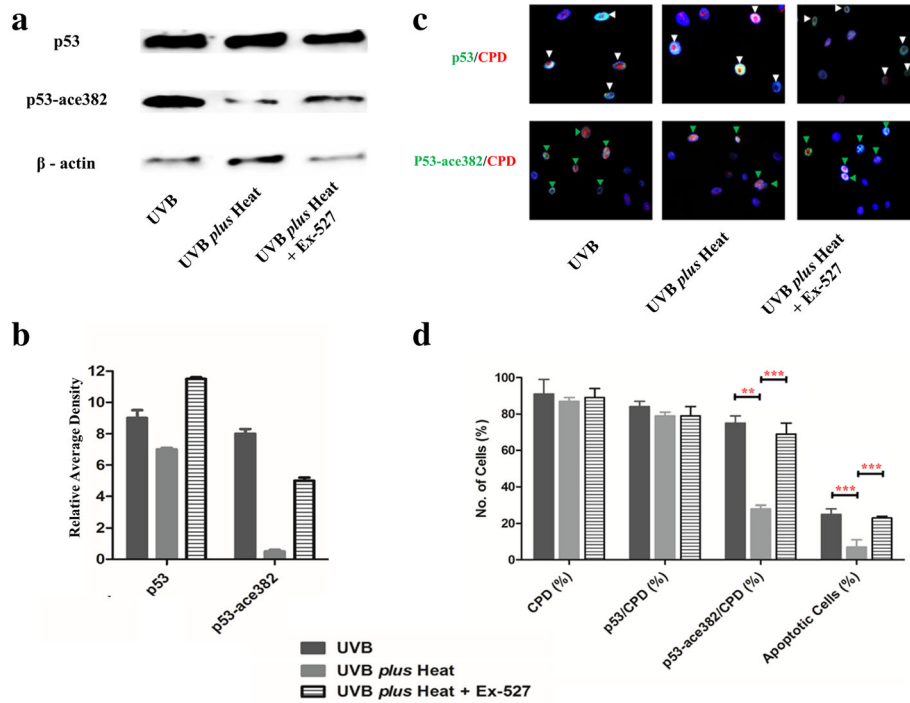 a
p53
p53-ace382
β - actin
UVB
UVB plus Heat
UVB plus Heat
+ Ex-527
c
p53/CPD
P53-ace382/CPD
UVB
UVB plus Heat
UVB plus Heat
+ Ex-527
b
Relative Average Density
12
10
8
6
4
2
0
p53
p53-ace382
d
No. of Cells (%)
100
80
60
40
20
0
**
***
***
***
CPD (%)
p53/CPD (%)
p53-ace382/CPD (%)
Apoptotic Cells (%)
UVB
UVB plus Heat
UVB plus Heat + Ex-527